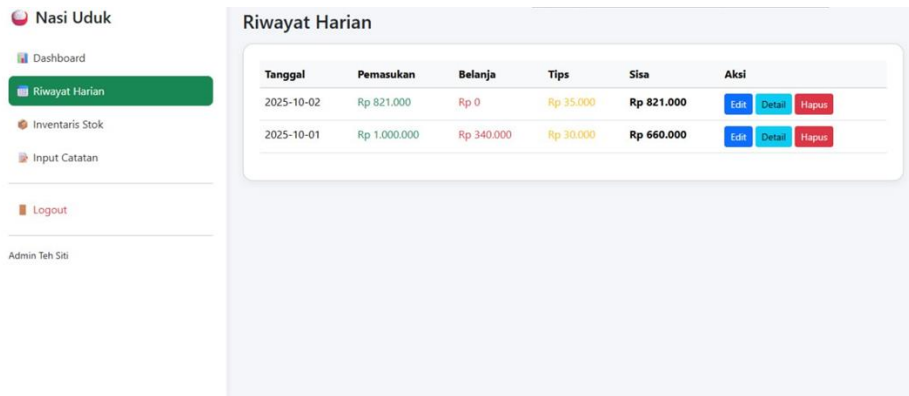 Nasi Uduk
Dashboard
Riwayat Harian
Inventaris Stok
Input Catatan
Logout
Admin Teh Siti
Riwayat Harian
Tanggal Pemasukan Belanja Tips Sisa Aksi
2025-10-02 Rp 821.000 Rp 0 Rp 35.000 Rp 821.000 Edit Detail Hapus
2025-10-01 Rp 1.000.000 Rp 340.000 Rp 30.000 Rp 660.000 Edit Detail Hapus